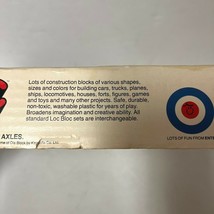 Lots of construction blocks of various shapes,
sizes and colors for building cars, trucks, planes,
ships, locomotives, houses, forts, figures, games
and toys and many other projects. Safe, durable,
non-toxic, washable plastic for years of play.
Broadens imagination and creative ability. All
standard Loc Bloc sets are interchangeable.
AXLES.
LOTS OF FUN FROM ENTE